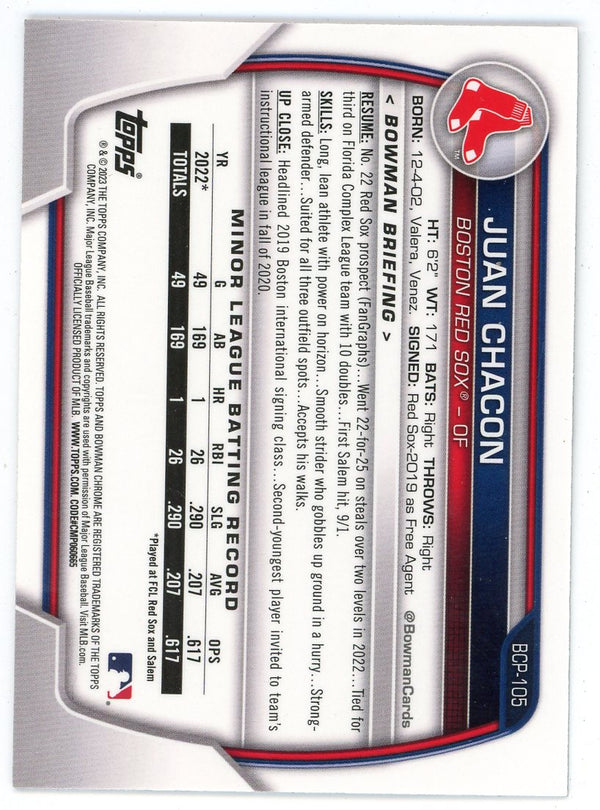 BCP-105
JUAN CHACON
BOSTON RED SOX® – OF
HT: 6'2" WT: 171 BATS: Right THROWS: Right
BORN: 12-4-02, Valera, Venez. SIGNED: Red Sox-2019 as Free Agent @BowmanCards
< BOWMAN BRIEFING >
RESUME: No. 22 Red Sox prospect (FanGraphs)...Went 22-for-25 on steals over two levels in 2022...Tied for
third on Florida Complex League team with 10 doubles...First Salem hit, 9/1.
SKILLS: Long, lean athlete with power on horizon...Smooth strider who gobbles up ground in a hurry...Strong-
armed defender...Suited for all three outfield spots...Accepts his walks.
UP CLOSE: Headlined 2019 Boston international signing class...Second-youngest player invited to team's
instructional league in fall of 2020.
MINOR LEAGUE BATTING RECORD
YR G AB HR RBI SLG AVG OPS
2022* 49 169 1 26 .290 .207 .617
TOTALS 49 169 1 26 .290 .207 .617
*Played at FCL Red Sox and Salem
topps
® & © 2023 THE TOPPS COMPANY, INC. ALL RIGHTS RESERVED. TOPPS AND BOWMAN CHROME ARE REGISTERED TRADEMARKS OF THE TOPPS
COMPANY, INC. Major League Baseball trademarks and copyrights are used with permission of Major League Baseball. Visit MLB.com.
OFFICIALLY LICENSED PRODUCT OF MLB. WWW.TOPPS.COM. CODE#CMP060665
TM